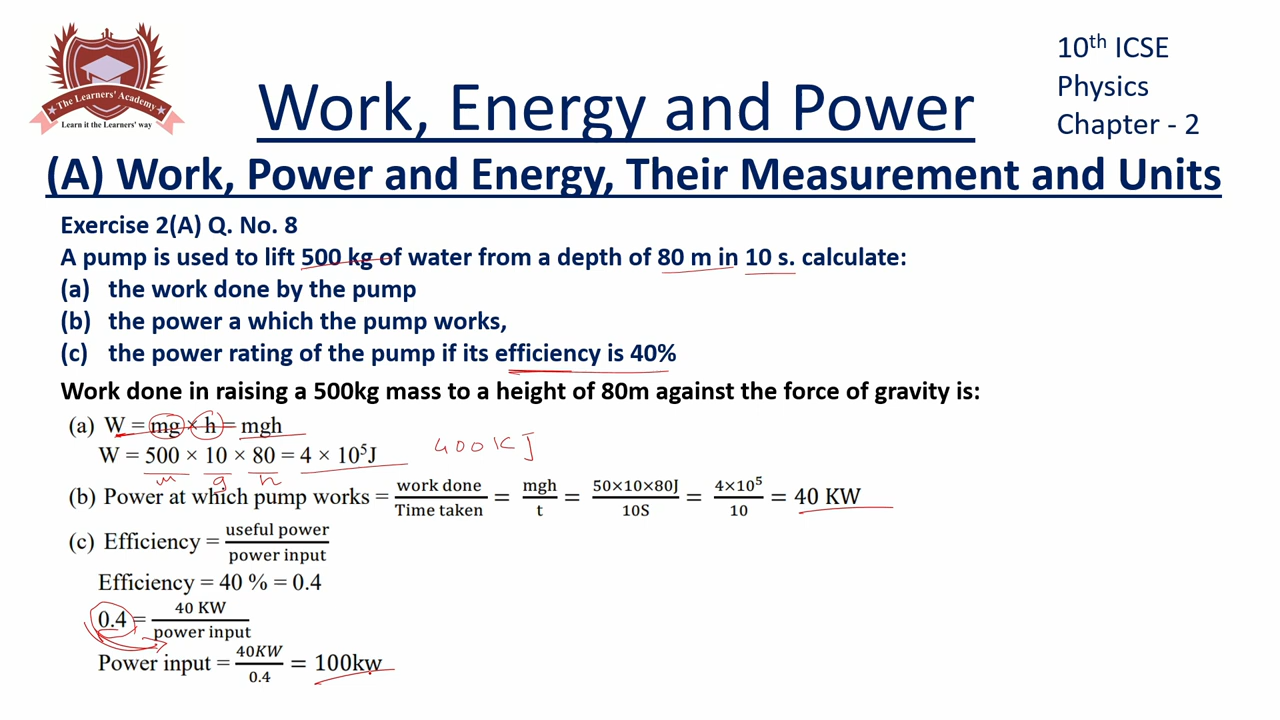 The Learners' Academy
Learn it the Learners' way
10th ICSE
Physics
Chapter - 2
Work, Energy and Power
(A) Work, Power and Energy, Their Measurement and Units
Exercise 2(A) Q. No. 8
A pump is used to lift 500 kg of water from a depth of 80 m in 10 s. calculate:
(a) the work done by the pump
(b) the power a which the pump works,
(c) the power rating of the pump if its efficiency is 40%
Work done in raising a 500kg mass to a height of 80m against the force of gravity is:
(a) W = mg × h = mgh
W = 500 × 10 × 80 = 4 × 10⁵J
400KJ
m g h
(b) Power at which pump works = work done / Time taken = mgh / t = 50×10×80J / 10S = 4×10⁵ / 10 = 40 KW
(c) Efficiency = useful power / power input
Efficiency = 40 % = 0.4
0.4 = 40 KW / power input
Power input = 40KW / 0.4 = 100kw